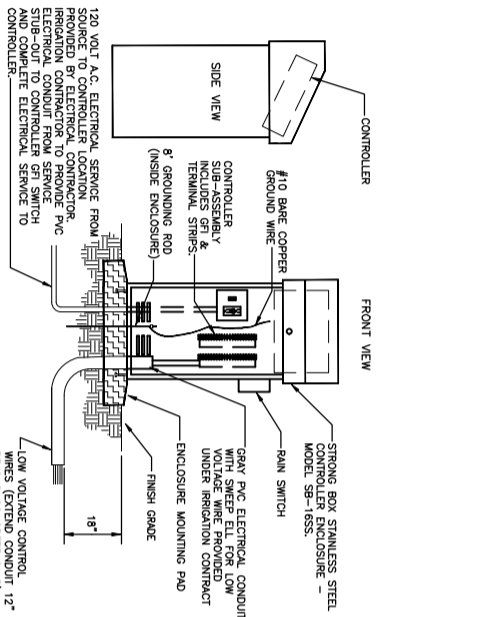 CONTROLLER
SIDE VIEW
FRONT VIEW
STRONG BOX STAINLESS STEEL
CONTROLLER ENCLOSURE –
MODEL SB-16SS.
RAIN SWITCH
#10 BARE COPPER
GROUND WIRE
CONTROLLER
SUB-ASSEMBLY
INCLUDES GFI &
TERMINAL STRIPS.
8' GROUNDING ROD
(INSIDE ENCLOSURE)
GRAY PVC ELECTRICAL CONDUIT
WITH SWEEP ELL FOR LOW
VOLTAGE WIRE PROVIDED
UNDER IRRIGATION CONTRACT
ENCLOSURE MOUNTING PAD
FINISH GRADE
18"
120 VOLT A.C. ELECTRICAL SERVICE FROM
SOURCE TO CONTROLLER LOCATION
PROVIDED BY ELECTRICAL CONTRACTOR.
IRRIGATION CONTRACTOR TO PROVIDE PVC
ELECTRICAL CONDUIT FROM SERVICE
STUB-OUT TO CONTROLLER GFI SWITCH
AND COMPLETE ELECTRICAL SERVICE TO
CONTROLLER.
LOW VOLTAGE CONTROL
WIRES (EXTEND CONDUIT 12"